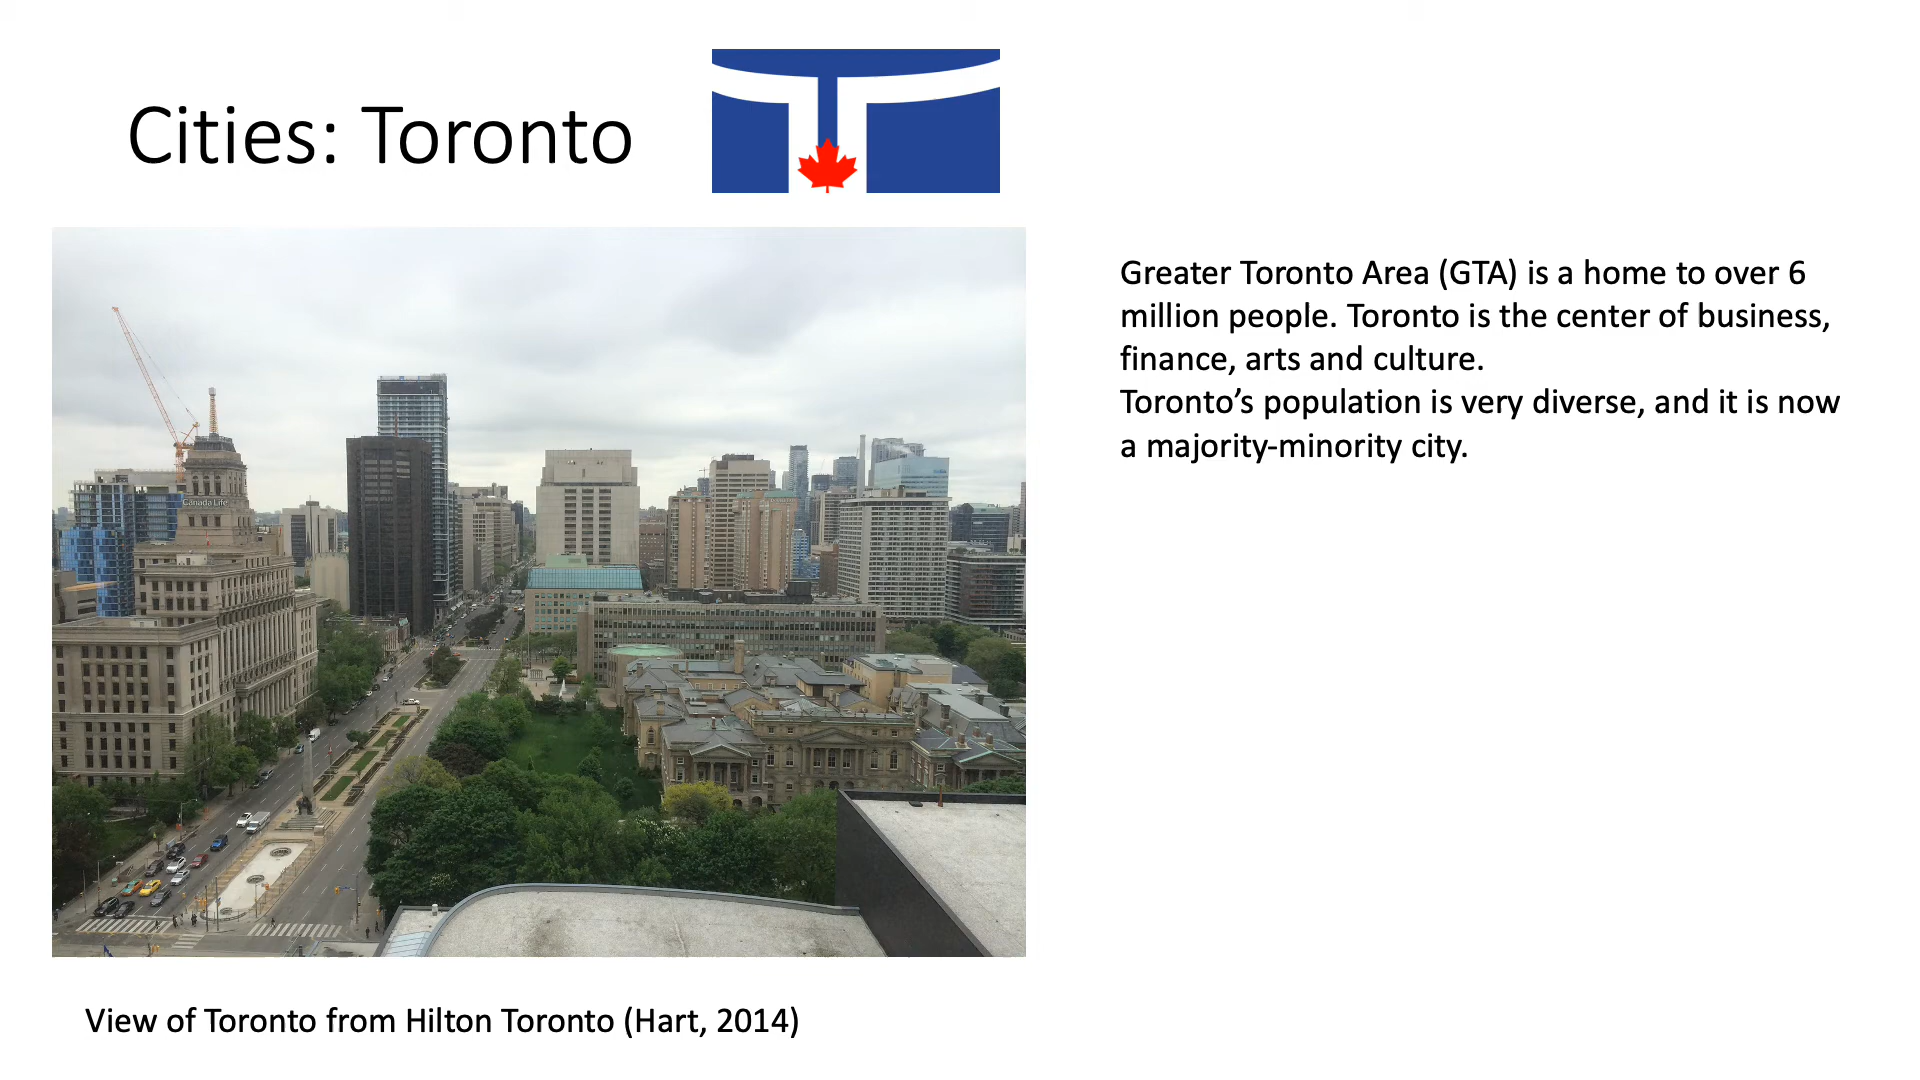 Cities: Toronto
Greater Toronto Area (GTA) is a home to over 6
million people. Toronto is the center of business,
finance, arts and culture.
Toronto’s population is very diverse, and it is now
a majority-minority city.
Canada Life
View of Toronto from Hilton Toronto (Hart, 2014)